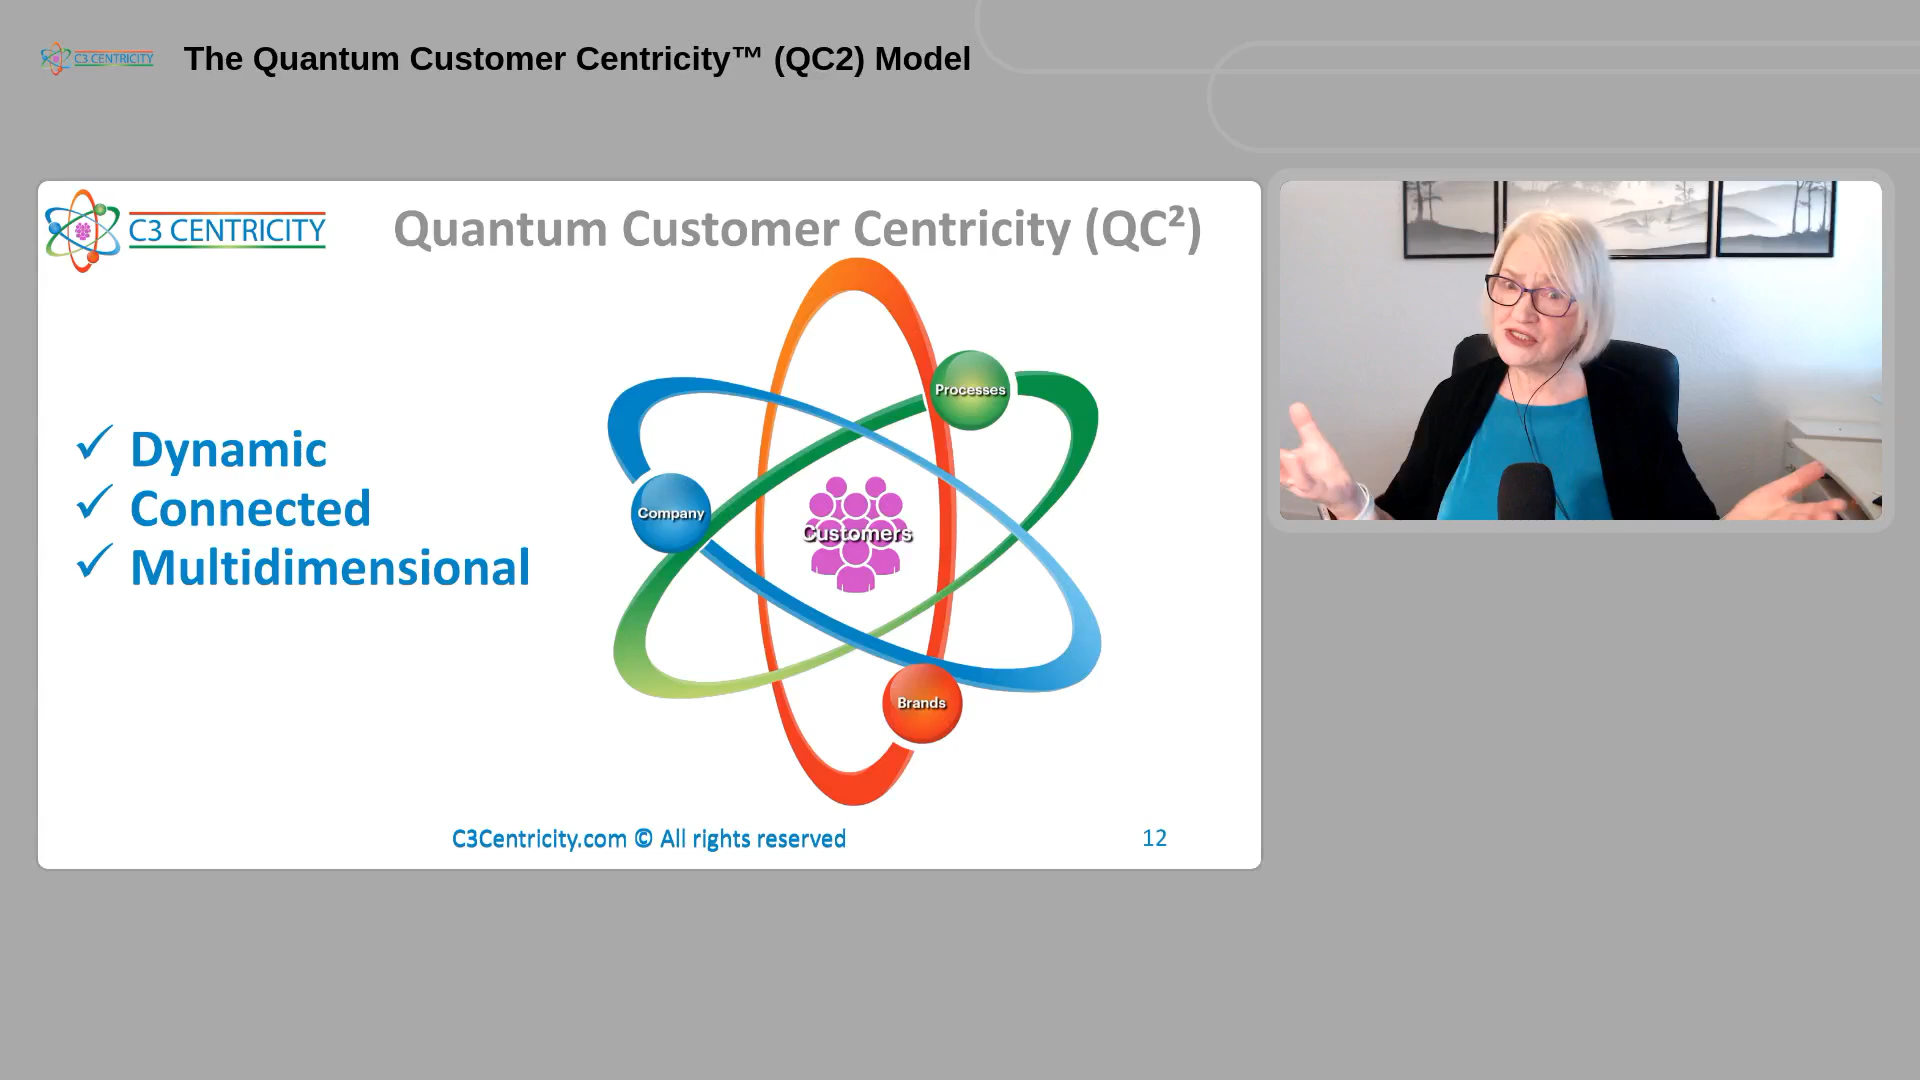 C3 CENTRICITY
The Quantum Customer Centricity™ (QC2) Model
C3 CENTRICITY
Quantum Customer Centricity (QC²)
Processes
Dynamic
Company
Connected
Customers
Multidimensional
Brands
C3Centricity.com © All rights reserved
12